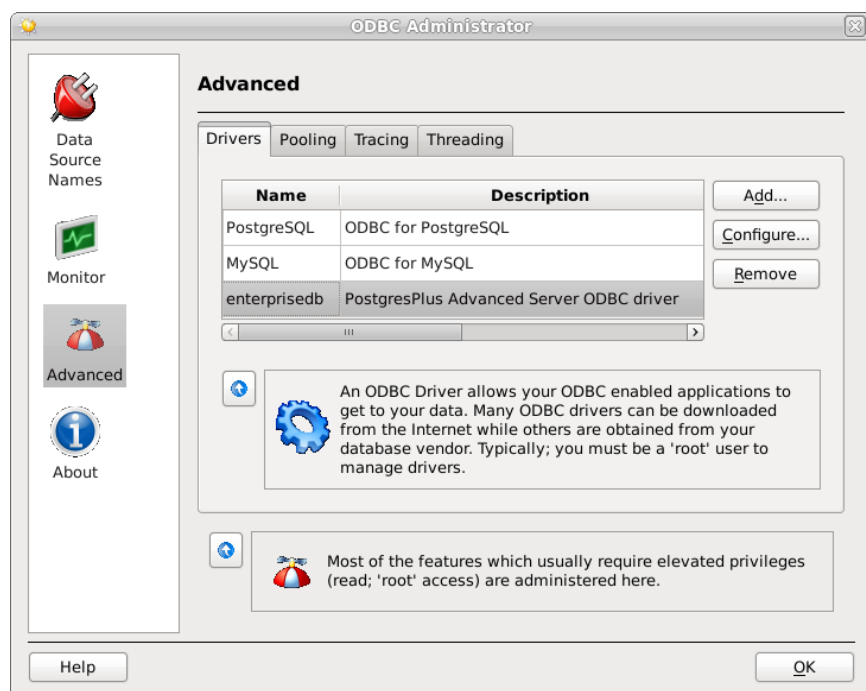 ODBC Administrator
Data
Source
Names
Monitor
Advanced
About
Advanced
Drivers Pooling Tracing Threading
Name Description
PostgreSQL ODBC for PostgreSQL
MySQL ODBC for MySQL
enterprisedb PostgresPlus Advanced Server ODBC driver
Add...
Configure...
Remove
An ODBC Driver allows your ODBC enabled applications to
get to your data. Many ODBC drivers can be downloaded
from the Internet while others are obtained from your
database vendor. Typically; you must be a 'root' user to
manage drivers.
Most of the features which usually require elevated privileges
(read; 'root' access) are administered here.
Help OK